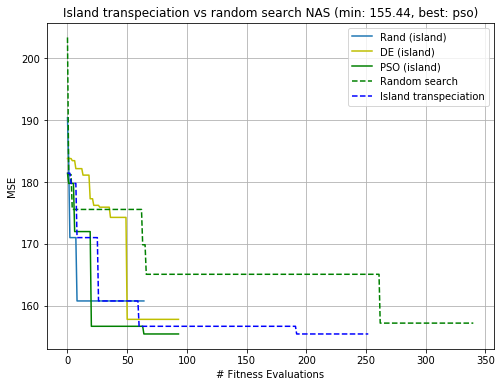 Island transpeciation vs random search NAS (min: 155.44, best: pso)
Rand (island)
DE (island)
PSO (island)
Random search
Island transpeciation
MSE
200
190
180
170
160
0 50 100 150 200 250 300 350
# Fitness Evaluations